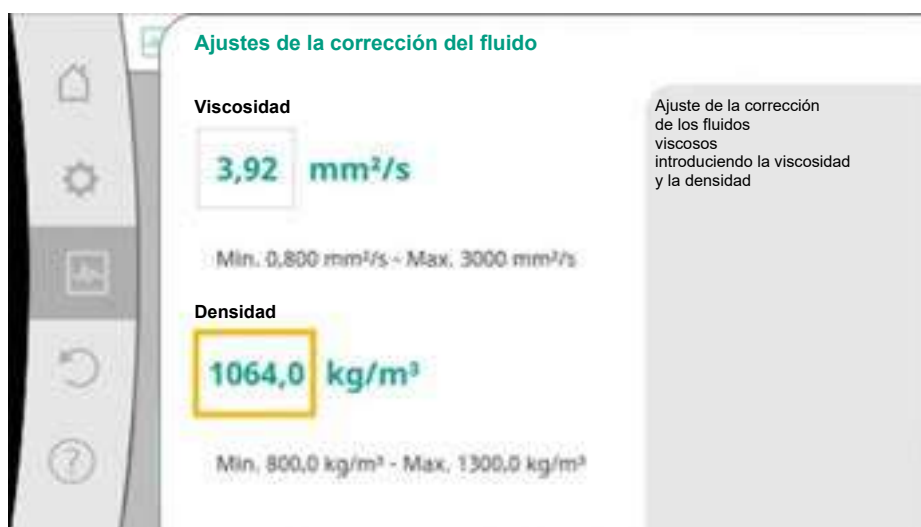 Ajustes de la corrección del fluido
Viscosidad
3,92 mm²/s
Min. 0,800 mm²/s - Max. 3000 mm²/s
Densidad
1064,0 kg/m³
Min. 800,0 kg/m³ - Max. 1300,0 kg/m³
Ajuste de la corrección
de los fluidos
viscosos
introduciendo la viscosidad
y la densidad
?